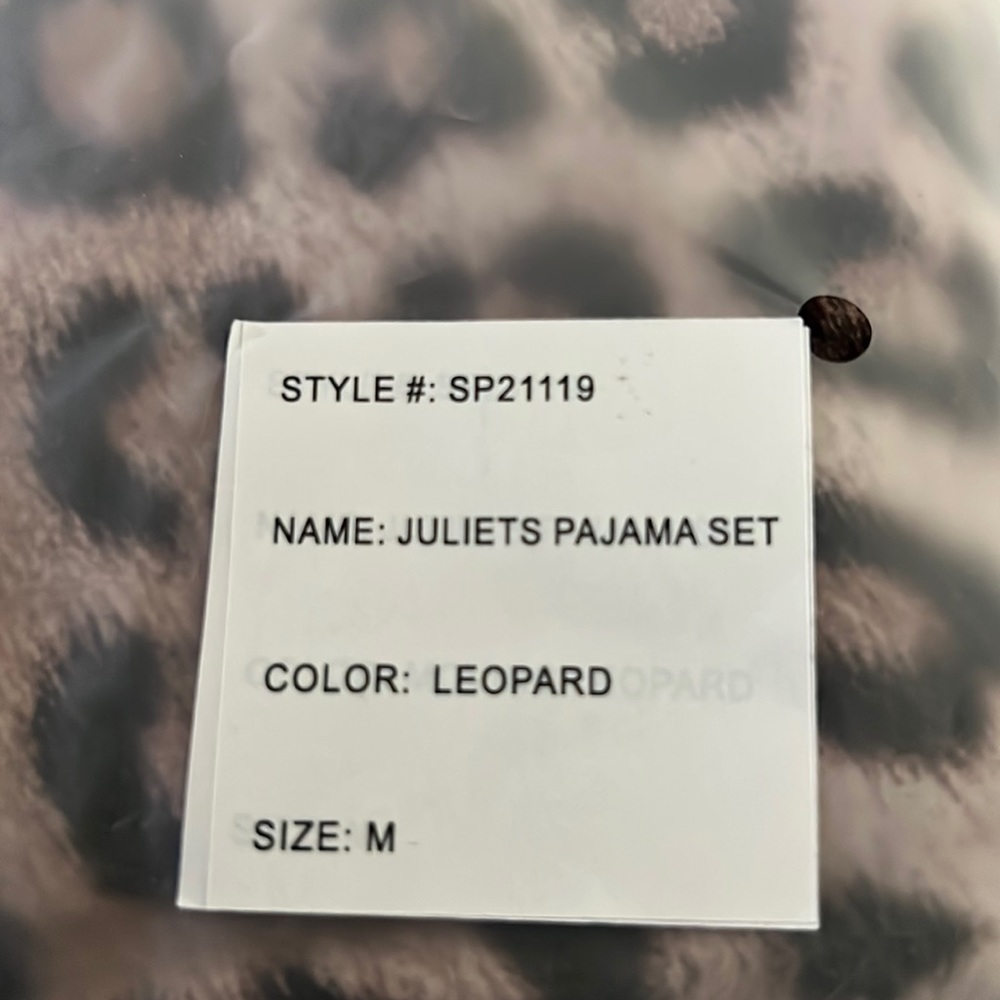 STYLE #: SP21119
NAME: JULIETS PAJAMA SET
COLOR: LEOPARD
SIZE: M